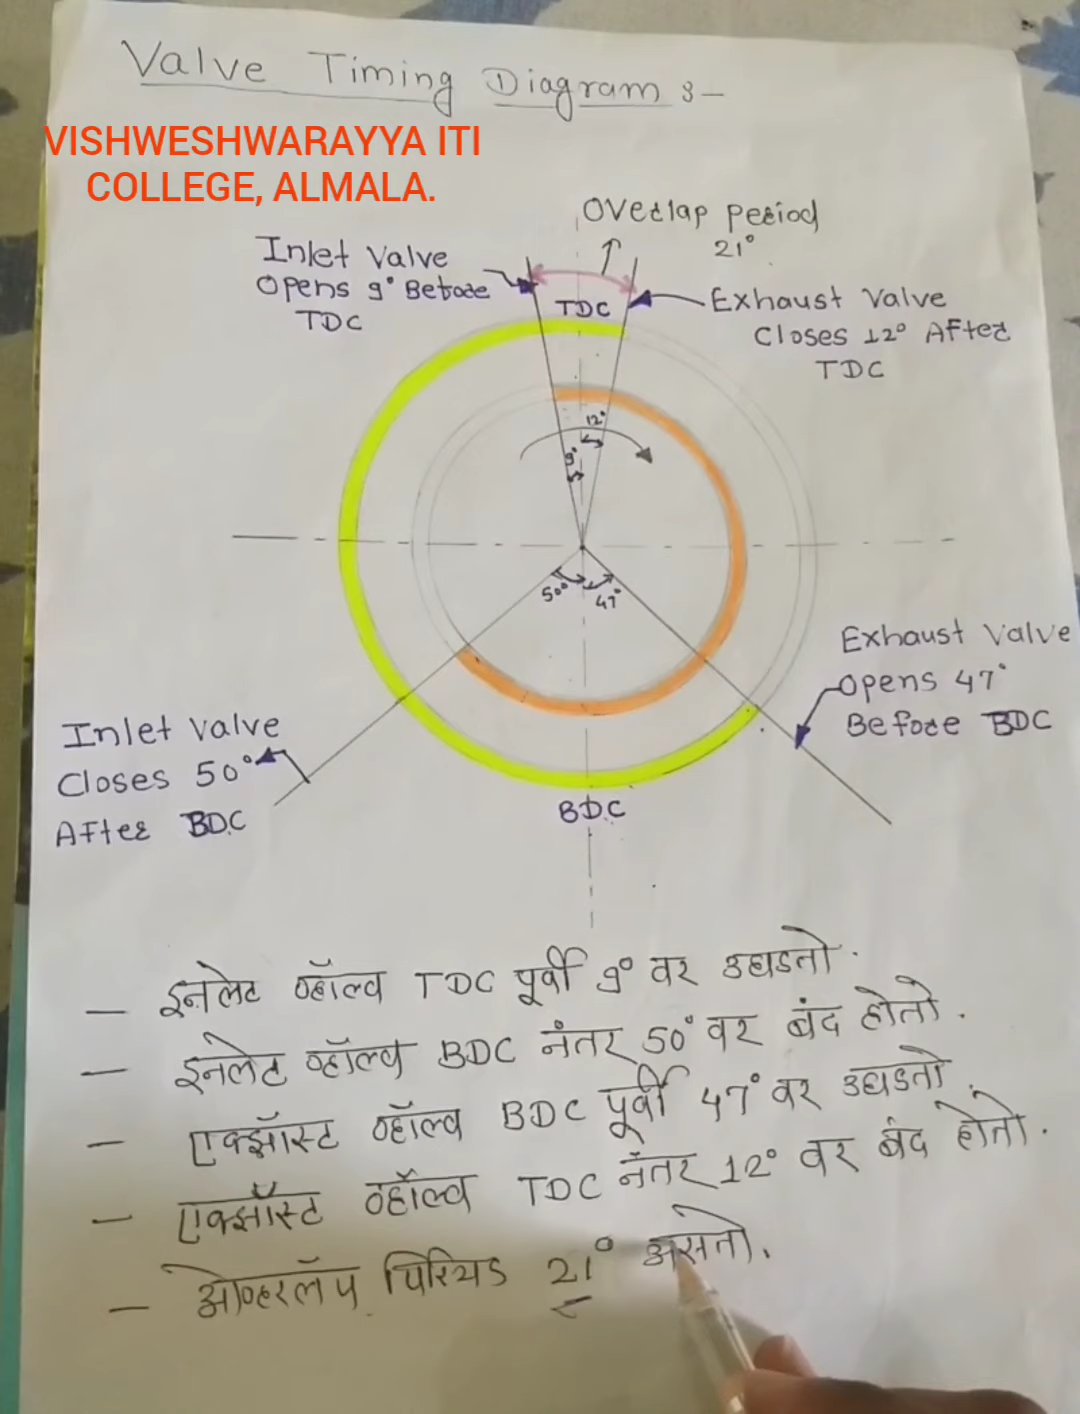 Valve Timing Diagram :-
VISHWESHWARAYYA ITI
COLLEGE, ALMALA.
Overlap Period
21°
Inlet Valve
Opens 9° Before
TDC
TDC
Exhaust Valve
Closes 12° After
TDC
12°
9°
50°
47°
Exhaust Valve
Opens 47°
Before BDC
Inlet Valve
Closes 50°
After BDC
BDC
– इनलेट व्हॉल्व TDC पूर्वी 9° वर उघडतो.
– इनलेट व्हॉल्व BDC नंतर 50° वर बंद होतो.
– एक्झॉस्ट व्हॉल्व BDC पूर्वी 47° वर उघडतो.
– एक्झॉस्ट व्हॉल्व TDC नंतर 12° वर बंद होतो.
– ओव्हरलॅप पिरियड 21° असतो.